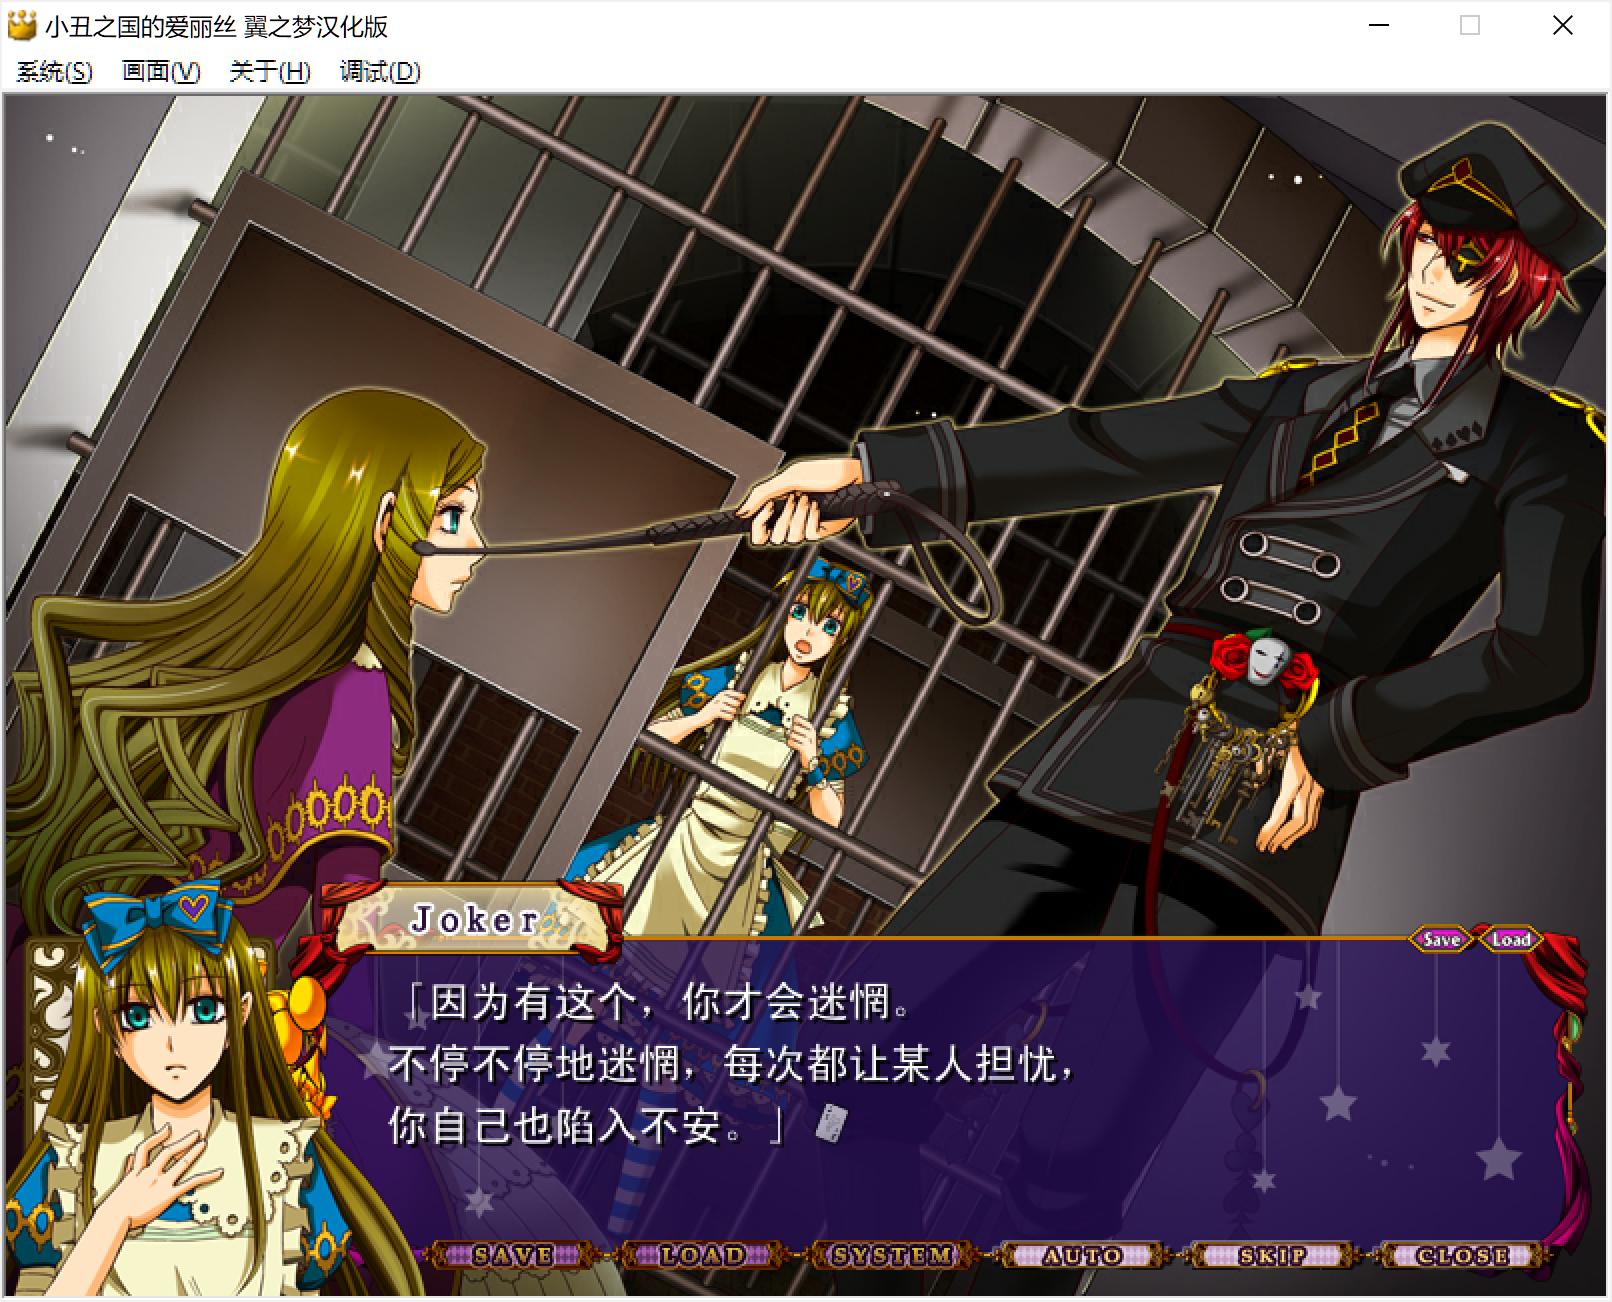 小丑之国的爱丽丝 翼之梦汉化版
系统(S) 画面(V) 关于(H) 调试(D)
Joker
Save Load
「因为有这个，你才会迷惘。
不停不停地迷惘，每次都让某人担忧，
你自己也陷入不安。」
SAVE LOAD SYSTEM AUTO SKIP CLOSE